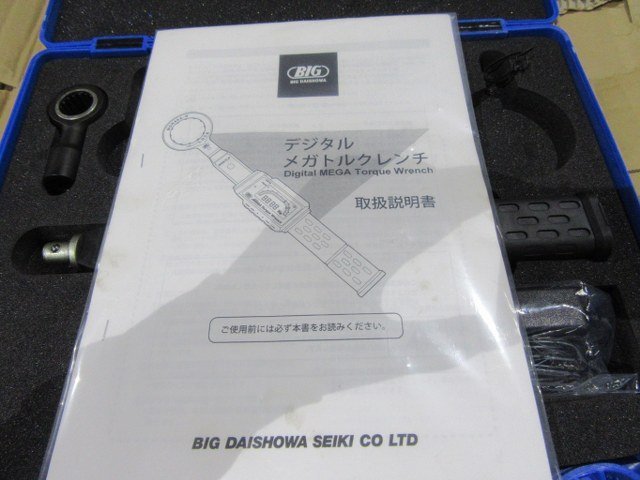 BIG
BIG DAISHOWA
デジタル
メガトルクレンチ
Digital MEGA Torque Wrench
取扱説明書
ご使用前には必ず本書をお読みください。
BIG DAISHOWA SEIKI CO LTD